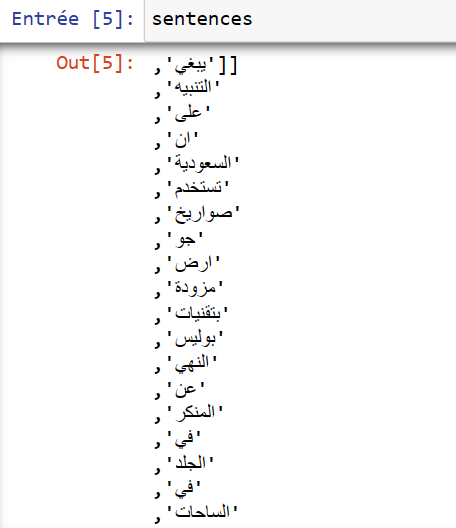 Entrée [5]: sentences
Out[5]: [['يبغي',
'التنبيه',
'على',
'ان',
'السعودية',
'تستخدم',
'صواريخ',
'جو',
'ارض',
'مزودة',
'بتقنيات',
'بوليس',
'النهي',
'عن',
'المنكر',
'في',
'الجلد',
'في',
'الساحات',